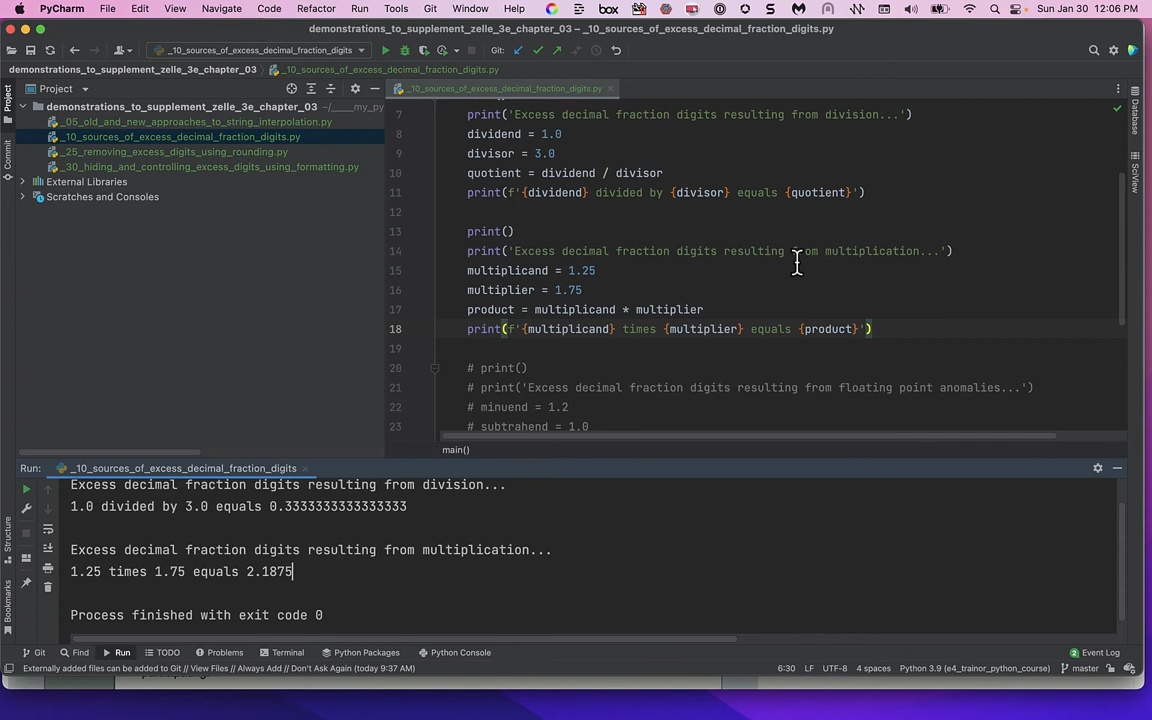 PyCharm File Edit View Navigate Code Refactor Run Tools Git Window Help box Sun Jan 30 12:06 PM
demonstrations_to_supplement_zelle_3e_chapter_03 – _10_sources_of_excess_decimal_fraction_digits.py
_10_sources_of_excess_decimal_fraction_digits Git:
demonstrations_to_supplement_zelle_3e_chapter_03 _10_sources_of_excess_decimal_fraction_digits.py
Project
_10_sources_of_excess_decimal_fraction_digits.py
demonstrations_to_supplement_zelle_3e_chapter_03 ~/____my_py
_05_old_and_new_approaches_to_string_interpolation.py
_10_sources_of_excess_decimal_fraction_digits.py
_25_removing_excess_digits_using_rounding.py
_30_hiding_and_controlling_excess_digits_using_formatting.py
External Libraries
Scratches and Consoles
Project
Commit
Structure
Bookmarks
7 print('Excess decimal fraction digits resulting from division...')
8 dividend = 1.0
9 divisor = 3.0
10 quotient = dividend / divisor
11 print(f'{dividend} divided by {divisor} equals {quotient}')
12
13 print()
14 print('Excess decimal fraction digits resulting from multiplication...')
15 multiplicand = 1.25
16 multiplier = 1.75
17 product = multiplicand * multiplier
18 print(f'{multiplicand} times {multiplier} equals {product}')
19
20 # print()
21 # print('Excess decimal fraction digits resulting from floating point anomalies...')
22 # minuend = 1.2
23 # subtrahend = 1.0
main()
Database
SciView
Run: _10_sources_of_excess_decimal_fraction_digits
Excess decimal fraction digits resulting from division...
1.0 divided by 3.0 equals 0.3333333333333333
Excess decimal fraction digits resulting from multiplication...
1.25 times 1.75 equals 2.1875
Process finished with exit code 0
Git Find Run TODO Problems Terminal Python Packages Python Console 2 Event Log
Externally added files can be added to Git // View Files // Always Add // Don't Ask Again (today 9:37 AM) 6:30 LF UTF-8 4 spaces Python 3.9 (e4_trainor_python_course) master